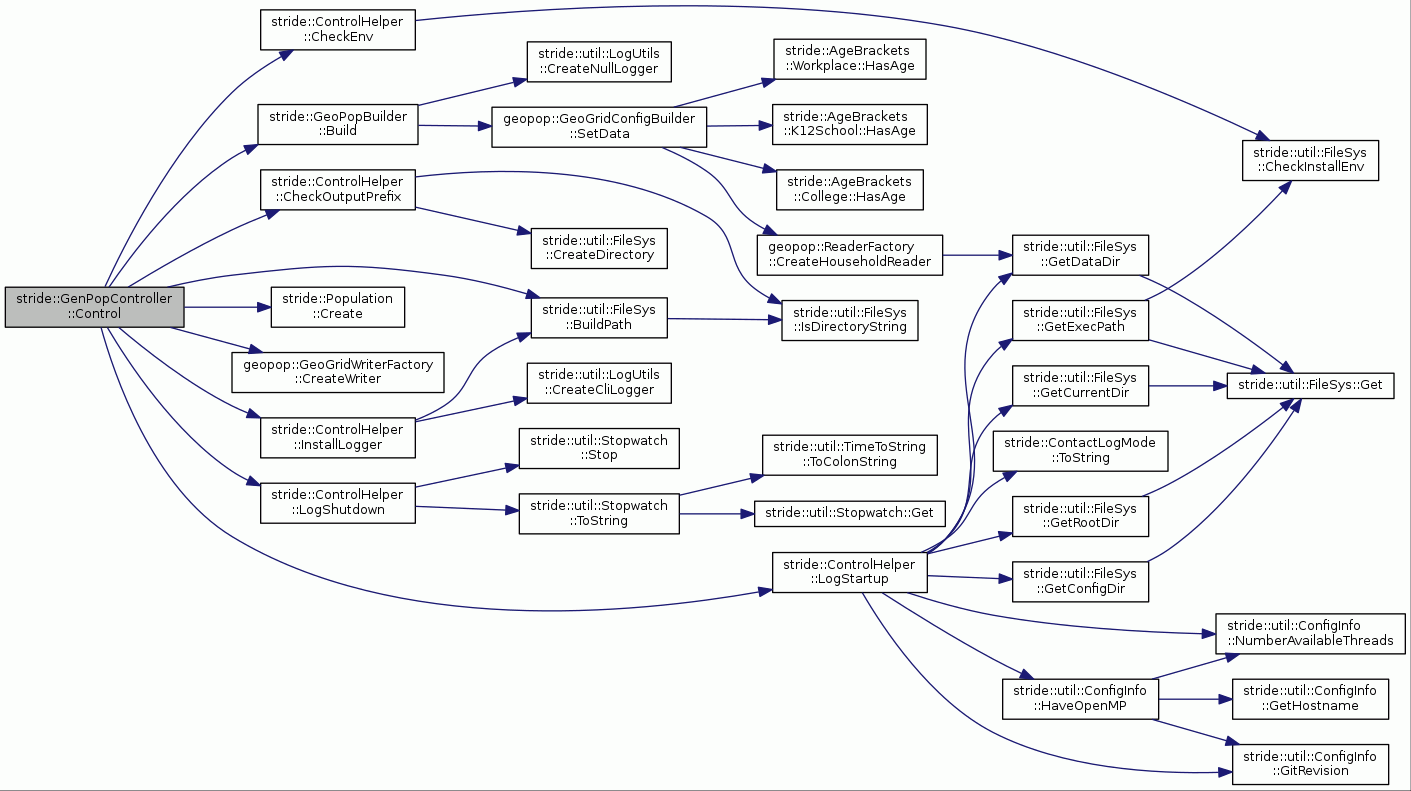 stride::GenPopController
::Control
stride::ControlHelper
::CheckEnv
stride::GeoPopBuilder
::Build
stride::ControlHelper
::CheckOutputPrefix
stride::Population
::Create
geopop::GeoGridWriterFactory
::CreateWriter
stride::ControlHelper
::InstallLogger
stride::ControlHelper
::LogShutdown
stride::util::LogUtils
::CreateNullLogger
geopop::GeoGridConfigBuilder
::SetData
stride::util::FileSys
::CreateDirectory
stride::util::FileSys
::BuildPath
stride::util::LogUtils
::CreateCliLogger
stride::util::Stopwatch
::Stop
stride::util::Stopwatch
::ToString
stride::AgeBrackets
::Workplace::HasAge
stride::AgeBrackets
::K12School::HasAge
stride::AgeBrackets
::College::HasAge
geopop::ReaderFactory
::CreateHouseholdReader
stride::util::FileSys
::IsDirectoryString
stride::util::TimeToString
::ToColonString
stride::util::Stopwatch::Get
stride::ControlHelper
::LogStartup
stride::util::FileSys
::GetDataDir
stride::util::FileSys
::GetExecPath
stride::util::FileSys
::GetCurrentDir
stride::ContactLogMode
::ToString
stride::util::FileSys
::GetRootDir
stride::util::FileSys
::GetConfigDir
stride::util::ConfigInfo
::HaveOpenMP
stride::util::FileSys
::CheckInstallEnv
stride::util::FileSys::Get
stride::util::ConfigInfo
::NumberAvailableThreads
stride::util::ConfigInfo
::GetHostname
stride::util::ConfigInfo
::GitRevision